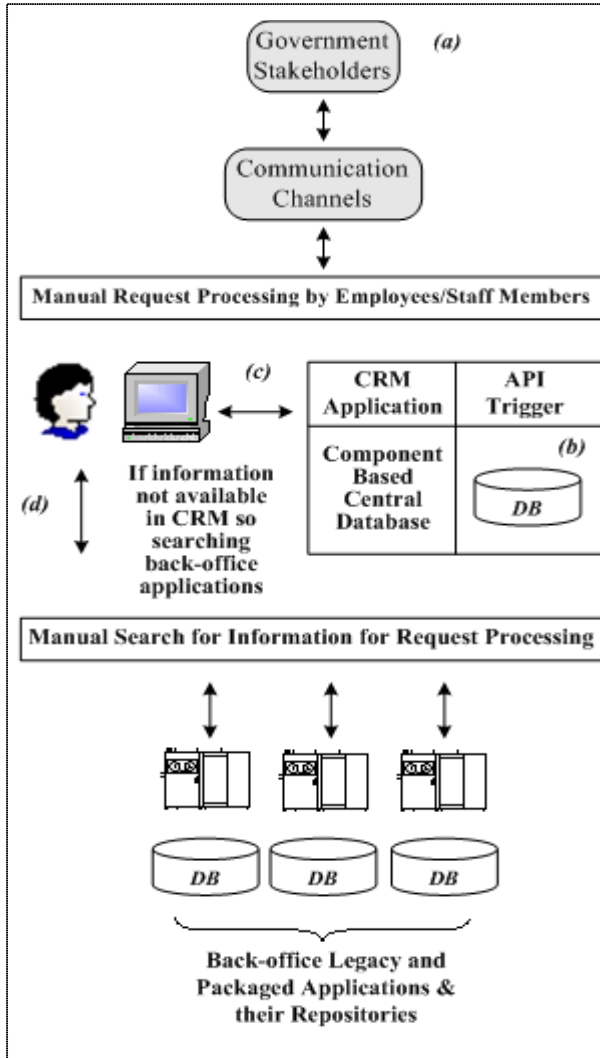 Government
Stakeholders
(a)
Communication
Channels
Manual Request Processing by Employees/Staff Members
(c)
CRM
Application
API
Trigger
Component
Based
Central
Database
(b)
DB
(d)
If information
not available
in CRM so
searching
back-office
applications
Manual Search for Information for Request Processing
DB
DB
DB
Back-office Legacy and
Packaged Applications &
their Repositories